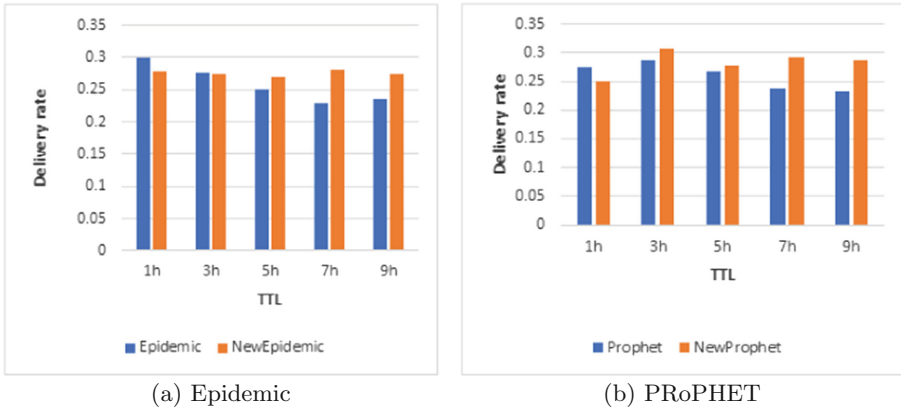 0.35
0.3
0.25
0.2
0.15
0.1
0.05
0
Delivery rate
1h 3h 5h 7h 9h
TTL
Epidemic NewEpidemic
(a) Epidemic
0.35
0.3
0.25
0.2
0.15
0.1
0.05
0
Delivery rate
1h 3h 5h 7h 9h
TTL
Prophet NewProphet
(b) PRoPHET